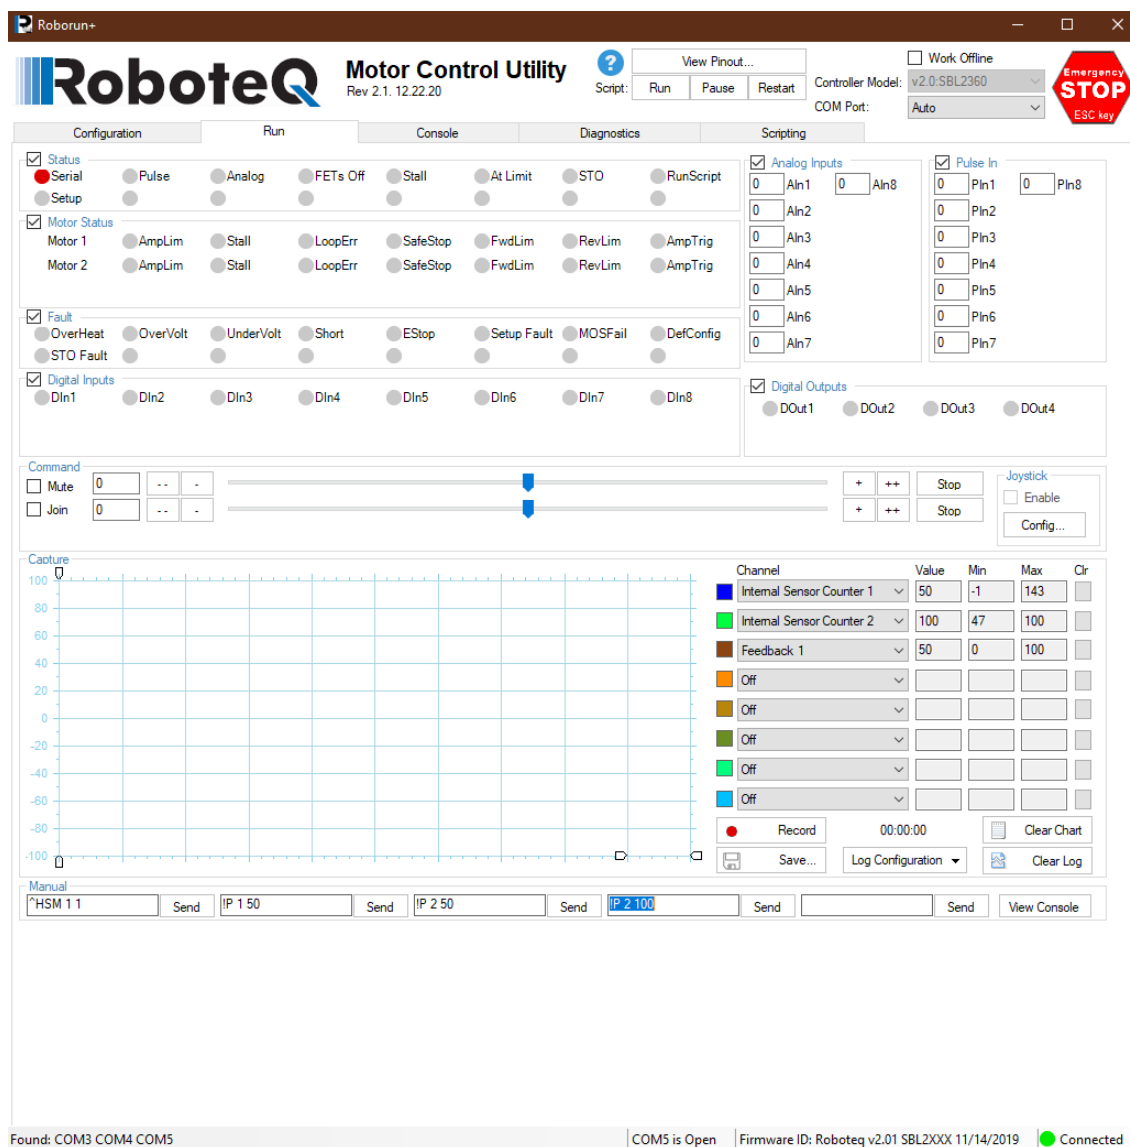 Roborun+
RoboteQ
Motor Control Utility
Rev 2.1. 12.22.20
?
View Pinout...
Script: Run Pause Restart
Work Offline
Controller Model: v2.0:SBL2360
COM Port: Auto
Emergency
STOP
ESC key
Configuration Run Console Diagnostics Scripting
Status
Serial Pulse Analog FETs Off Stall At Limit STO RunScript
Setup
Motor Status
Motor 1 AmpLim Stall LoopErr SafeStop FwdLim RevLim AmpTrig
Motor 2 AmpLim Stall LoopErr SafeStop FwdLim RevLim AmpTrig
Fault
OverHeat OverVolt UnderVolt Short EStop Setup Fault MOSFail DefConfig
STO Fault
Digital Inputs
DIn1 DIn2 DIn3 DIn4 DIn5 DIn6 DIn7 DIn8
Analog Inputs
0 AIn1 0 AIn8
0 AIn2
0 AIn3
0 AIn4
0 AIn5
0 AIn6
0 AIn7
Pulse In
0 PIn1 0 PIn8
0 PIn2
0 PIn3
0 PIn4
0 PIn5
0 PIn6
0 PIn7
Digital Outputs
DOut1 DOut2 DOut3 DOut4
Command
Mute 0 -- - + ++ Stop
Join 0 -- - + ++ Stop
Joystick
Enable
Config...
Capture
100
80
60
40
20
0
-20
-40
-60
-80
-100
Channel Value Min Max Clr
Internal Sensor Counter 1 50 -1 143
Internal Sensor Counter 2 100 47 100
Feedback 1 50 0 100
Off
Off
Off
Off
Off
Record 00:00:00 Clear Chart
Save... Log Configuration Clear Log
Manual
^HSM 1 1 Send !P 1 50 Send !P 2 50 Send !P 2 100 Send Send View Console
Found: COM3 COM4 COM5 COM5 is Open Firmware ID: Roboteq v2.01 SBL2XXX 11/14/2019 Connected